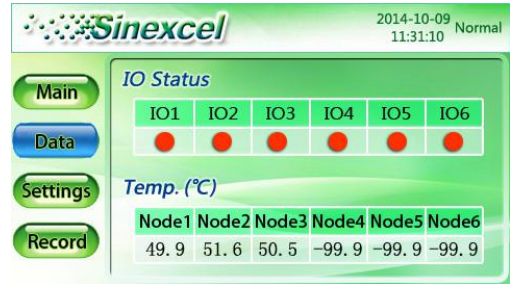 Sinexcel
2014-10-09
11:31:10
Normal
Main
Data
Settings
Record
IO Status
IO1 IO2 IO3 IO4 IO5 IO6
Temp. (℃)
Node1 Node2 Node3 Node4 Node5 Node6
49.9 51.6 50.5 -99.9 -99.9 -99.9